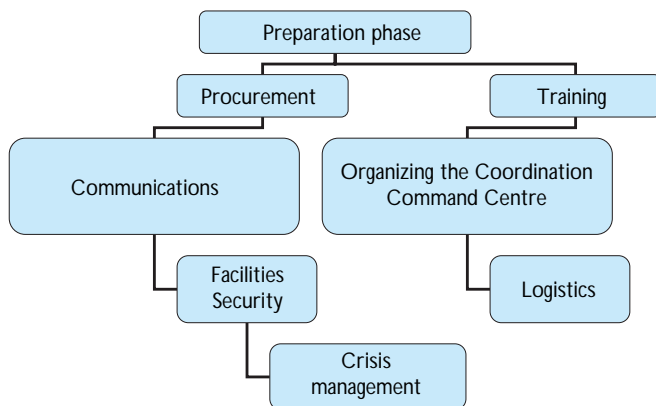 Preparation phase
Procurement
Training
Communications
Organizing the Coordination
Command Centre
Facilities
Security
Logistics
Crisis
management